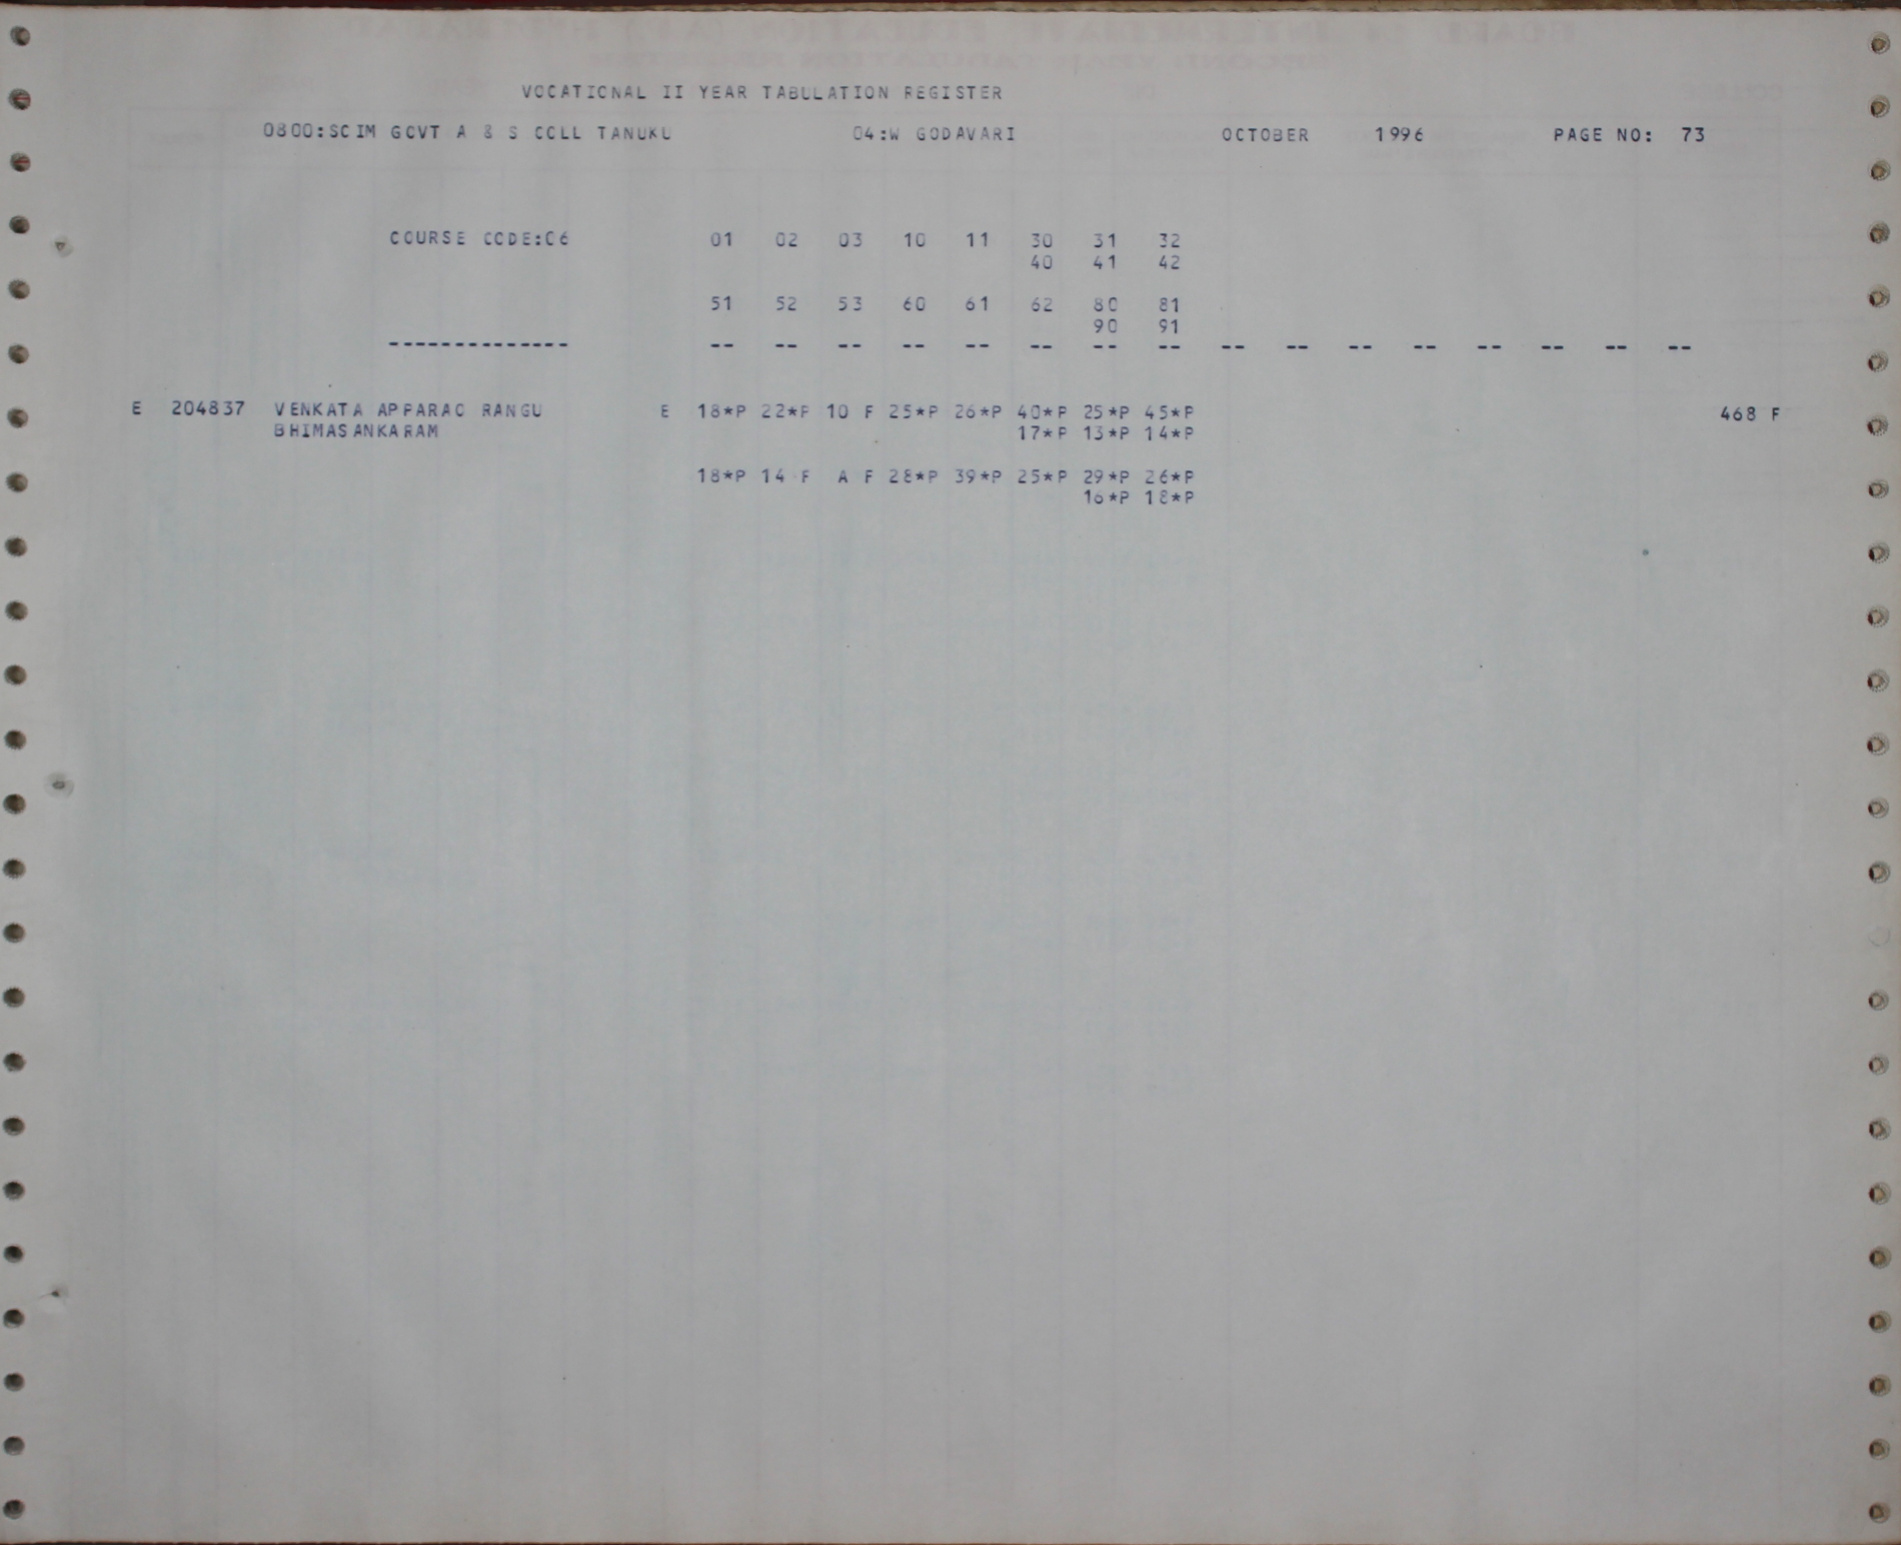 VOCATIONAL II YEAR TABULATION REGISTER
0800:SCIM GOVT A & S COLL TANUKU 04:W GODAVARI OCTOBER 1996 PAGE NO: 73
COURSE CODE:06 01 02 03 10 11 30 31 32
40 41 42
51 52 53 60 61 62 80 81
90 91
-------------- -- -- -- -- -- -- -- -- -- -- -- -- -- -- -- --
E 204837 VENKATA APPARAO RANGU E 18*P 22*P 10 F 25*P 26*P 40*P 25*P 45*P 468 F
BHIMASANKARAM 17*P 13*P 14*P
18*P 14 F A F 28*P 39*P 25*P 29*P 26*P
16*P 18*P